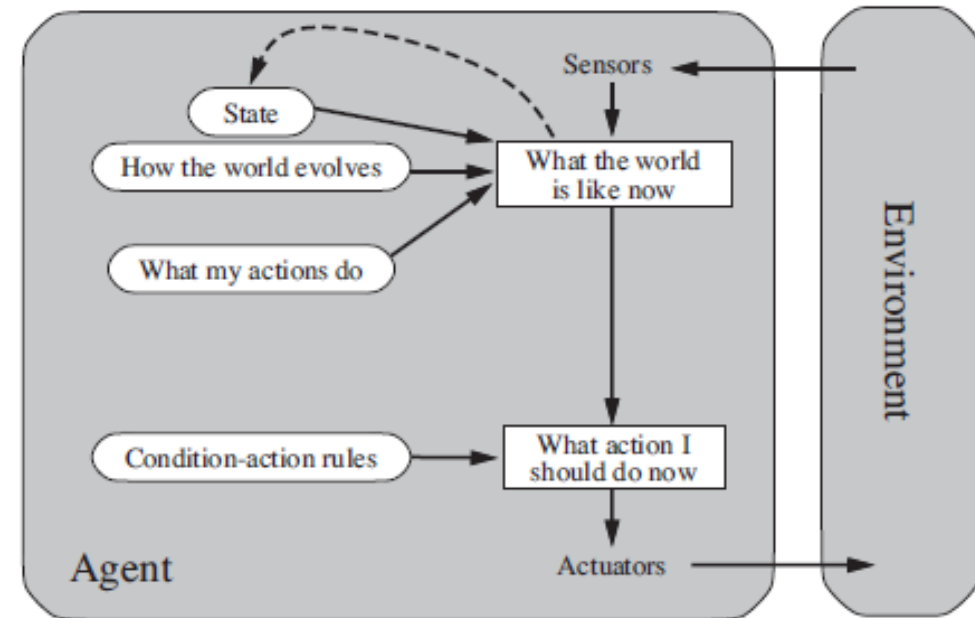 Sensors
State
How the world evolves
What the world
is like now
What my actions do
Environment
Condition-action rules
What action I
should do now
Agent
Actuators